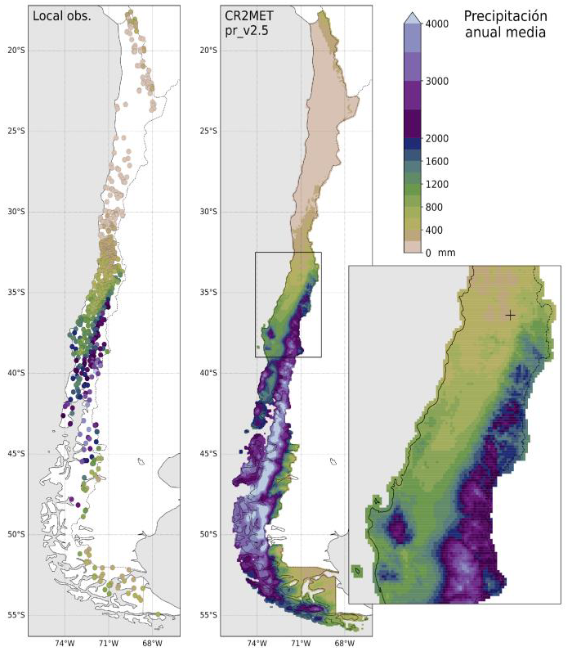 Local obs.
CR2MET
pr_v2.5
Precipitación
anual media
4000
3000
2000
1600
1200
800
400
0 mm
20°S
25°S
30°S
35°S
40°S
45°S
50°S
55°S
74°W
71°W
68°W
20°S
25°S
30°S
35°S
40°S
45°S
50°S
55°S
74°W
71°W
68°W